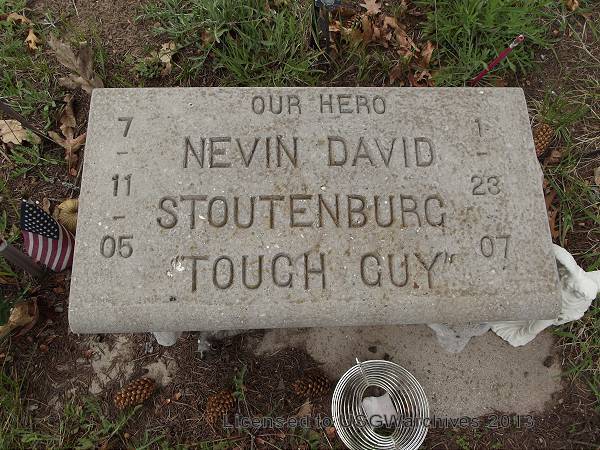 OUR HERO
7 - 11 - 05
NEVIN DAVID
STOUTENBURG
"TOUGH GUY"
1 - 23 - 07
Licensed to USGWarchives 2013